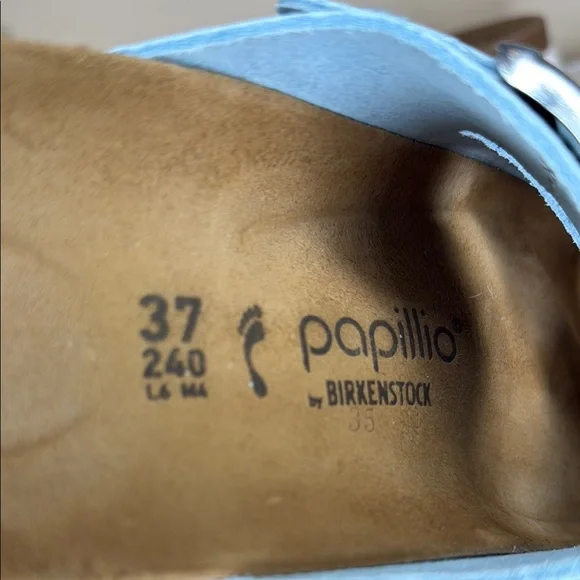 37
240
L6 M4
papillio®
by BIRKENSTOCK
35